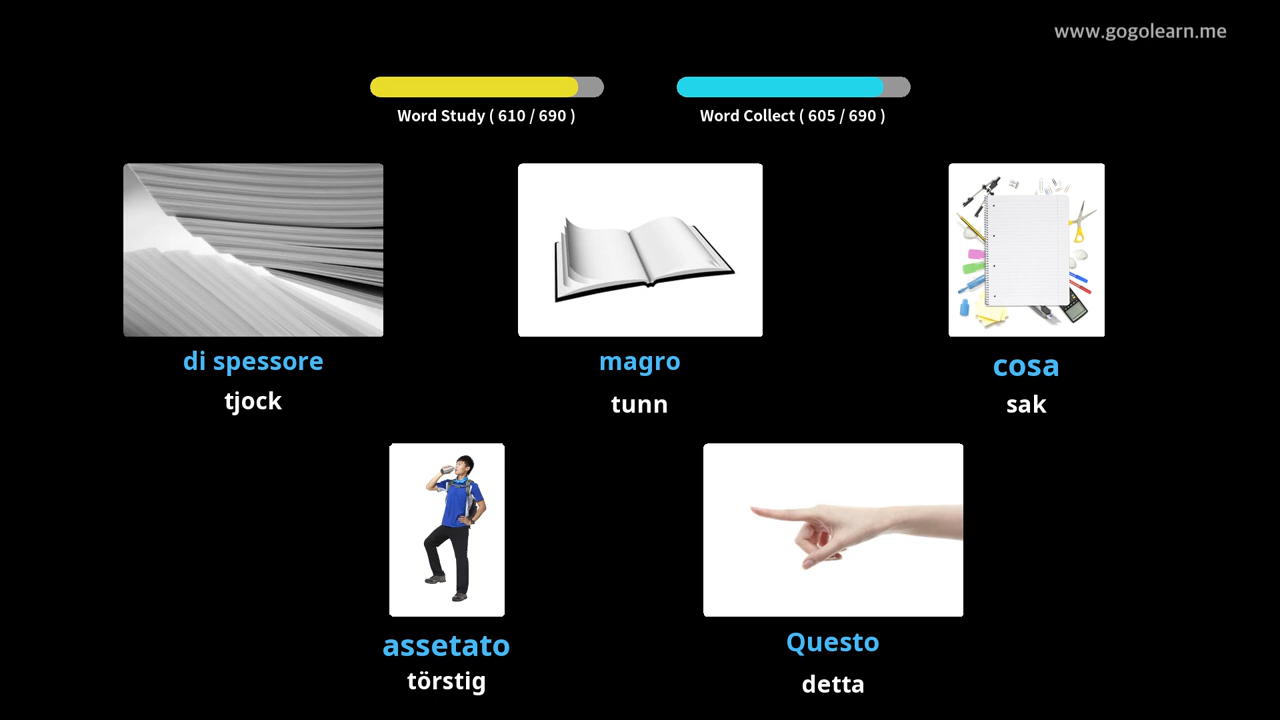 www.gogolearn.me
Word Study ( 610 / 690 )
Word Collect ( 605 / 690 )
di spessore
tjock
magro
tunn
cosa
sak
assetato
törstig
Questo
detta